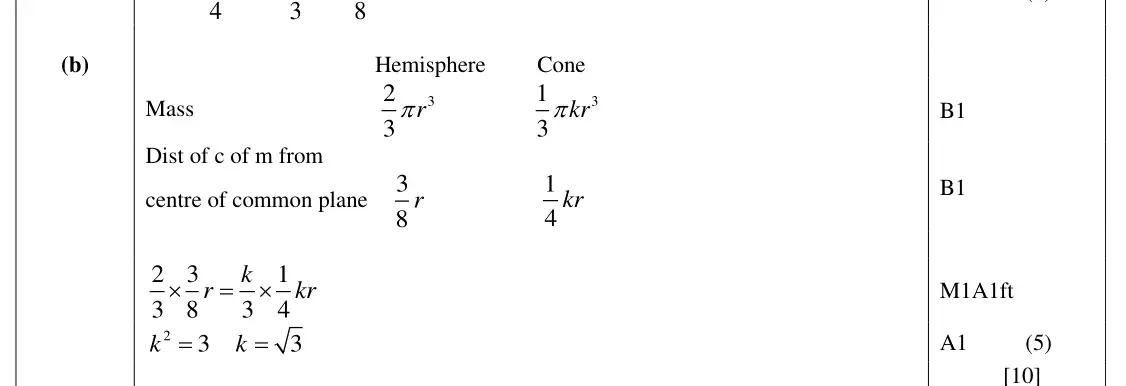 4 3 8
(b) Hemisphere Cone
Mass 2/3 πr³ 1/3 πkr³ B1
Dist of c of m from
centre of common plane 3/8 r 1/4 kr B1
2/3 × 3/8 r = k/3 × 1/4 kr M1A1ft
k² = 3 k = √3 A1 (5)
[10]